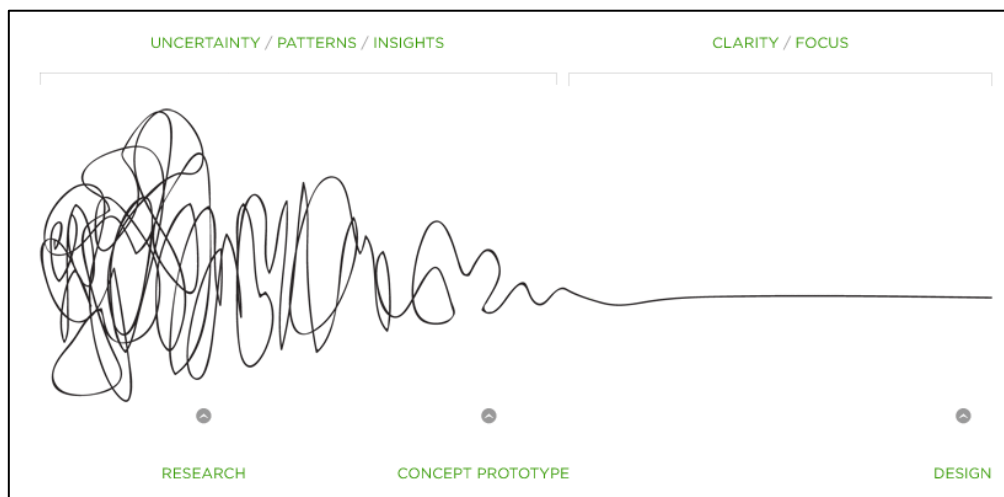 UNCERTAINTY / PATTERNS / INSIGHTS
CLARITY / FOCUS
RESEARCH
CONCEPT PROTOTYPE
DESIGN